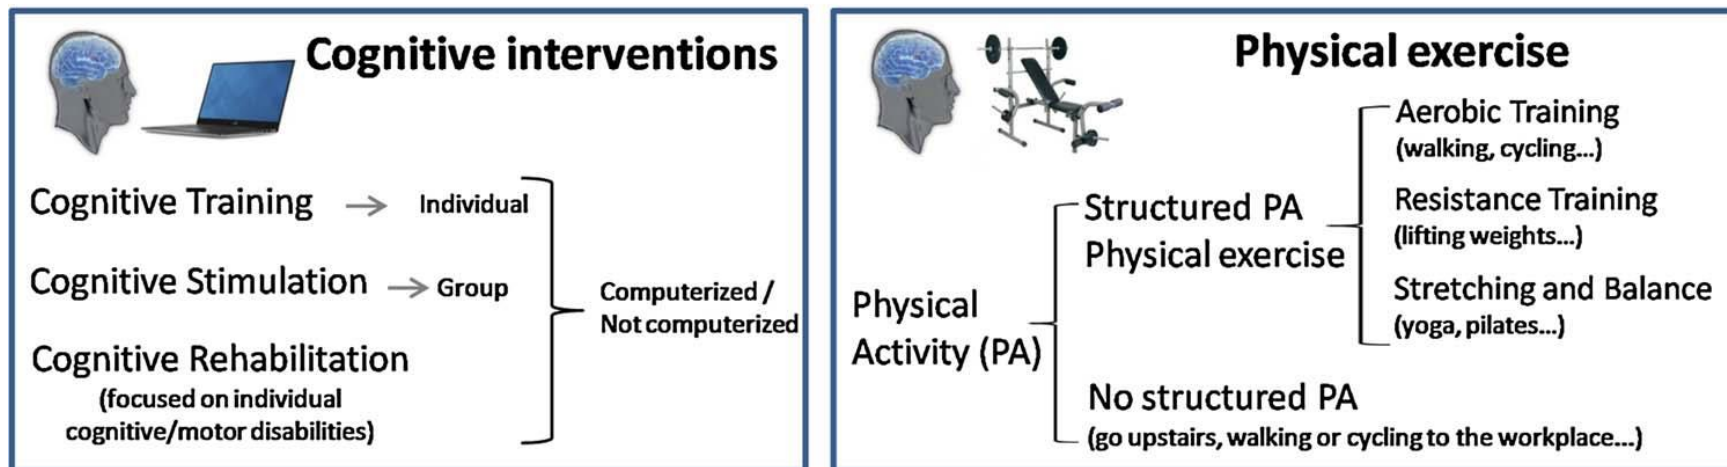 Cognitive interventions
Cognitive Training → Individual
Cognitive Stimulation → Group
Cognitive Rehabilitation
(focused on individual
cognitive/motor disabilities)
Computerized /
Not computerized
Physical exercise
Physical
Activity (PA)
Structured PA
Physical exercise
Aerobic Training
(walking, cycling...)
Resistance Training
(lifting weights...)
Stretching and Balance
(yoga, pilates...)
No structured PA
(go upstairs, walking or cycling to the workplace...)